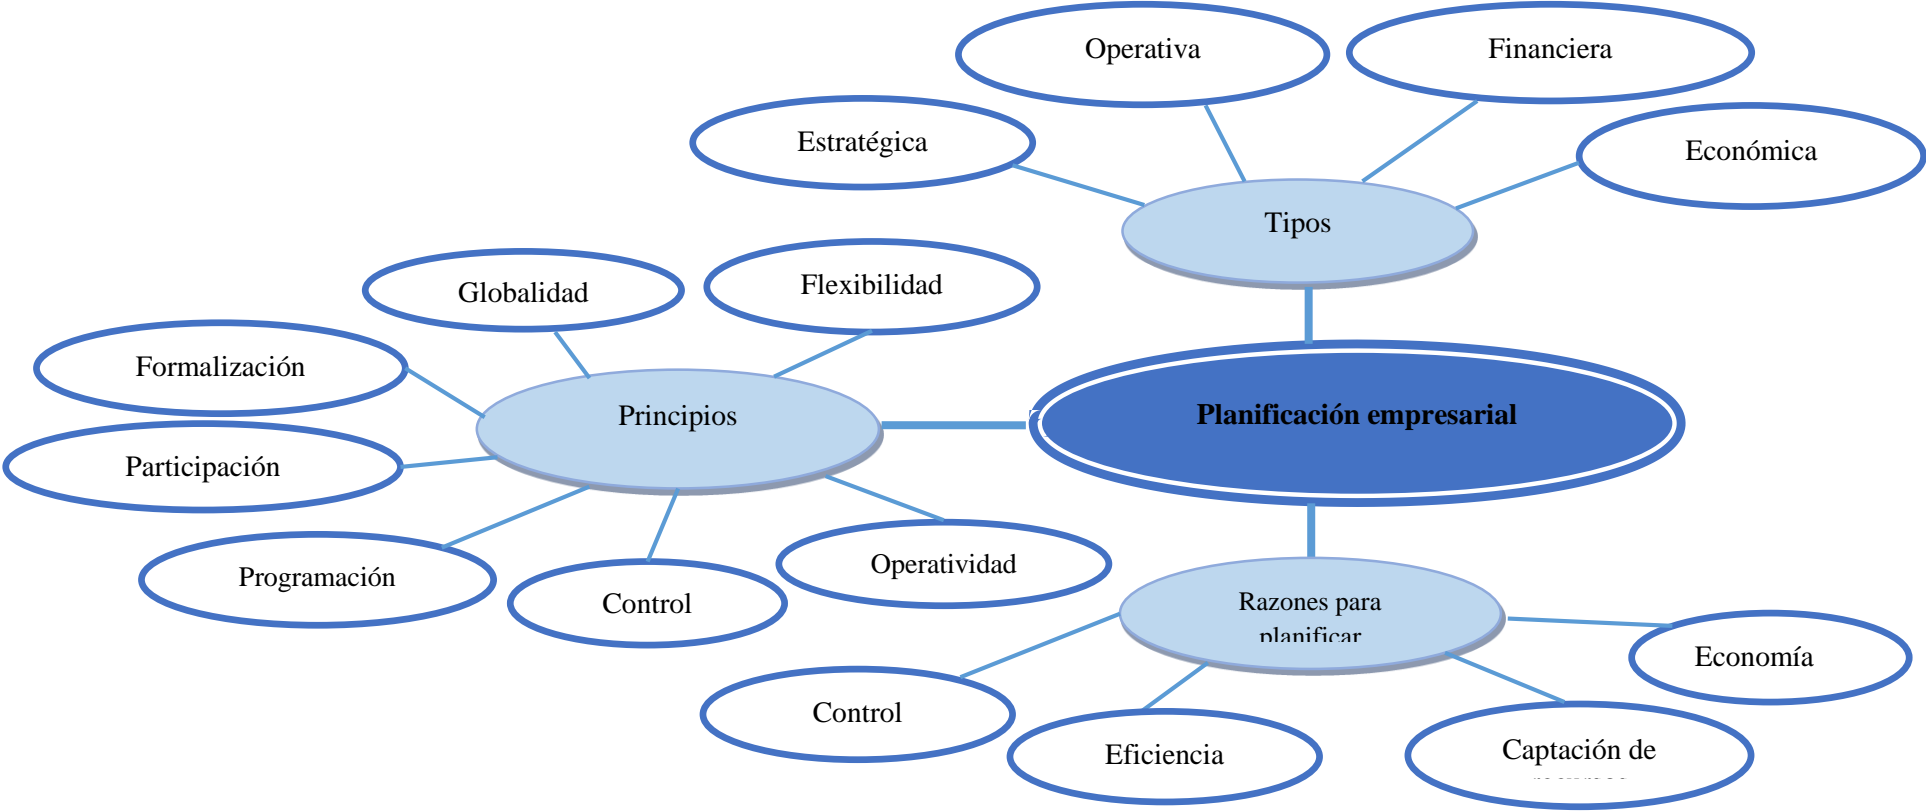 Operativa
Financiera
Estratégica
Económica
Tipos
Globalidad
Flexibilidad
Formalización
Principios
Planificación empresarial
Participación
Programación
Control
Operatividad
Razones para
planificar
Economía
Control
Eficiencia
Captación de